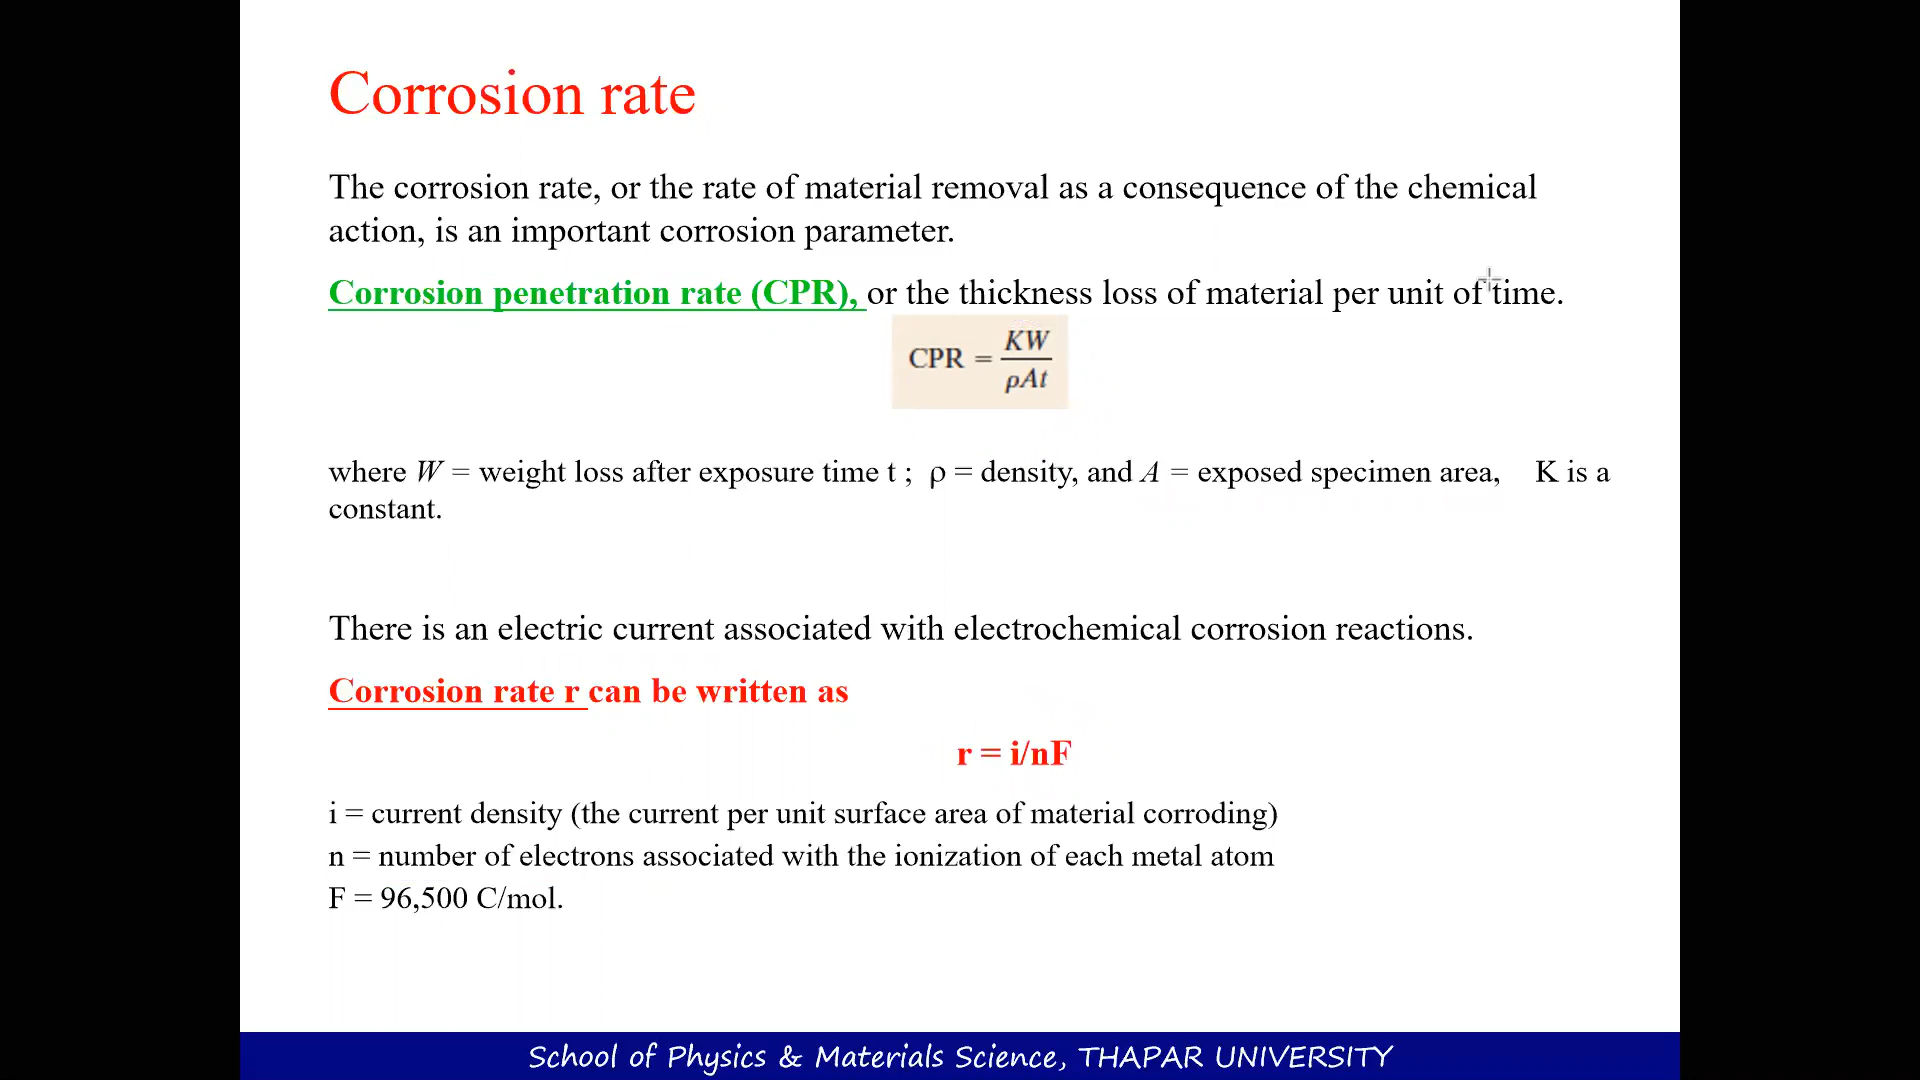 Corrosion rate
The corrosion rate, or the rate of material removal as a consequence of the chemical
action, is an important corrosion parameter.
Corrosion penetration rate (CPR), or the thickness loss of material per unit of time.
CPR = KW / ρAt
where W = weight loss after exposure time t ; ρ = density, and A = exposed specimen area, K is a
constant.
There is an electric current associated with electrochemical corrosion reactions.
Corrosion rate r can be written as
r = i/nF
i = current density (the current per unit surface area of material corroding)
n = number of electrons associated with the ionization of each metal atom
F = 96,500 C/mol.
School of Physics & Materials Science, THAPAR UNIVERSITY